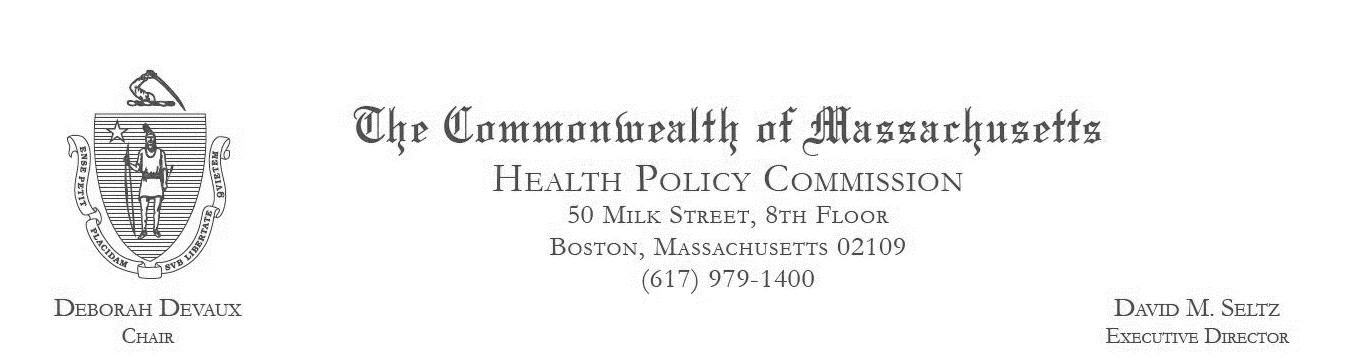 ENSE PETIT
PLACIDAM
SVB LIBERTATE
QVIETEM
The Commonwealth of Massachusetts
HEALTH POLICY COMMISSION
50 MILK STREET, 8TH FLOOR
BOSTON, MASSACHUSETTS 02109
(617) 979-1400
DEBORAH DEVAUX
CHAIR
DAVID M. SELTZ
EXECUTIVE DIRECTOR